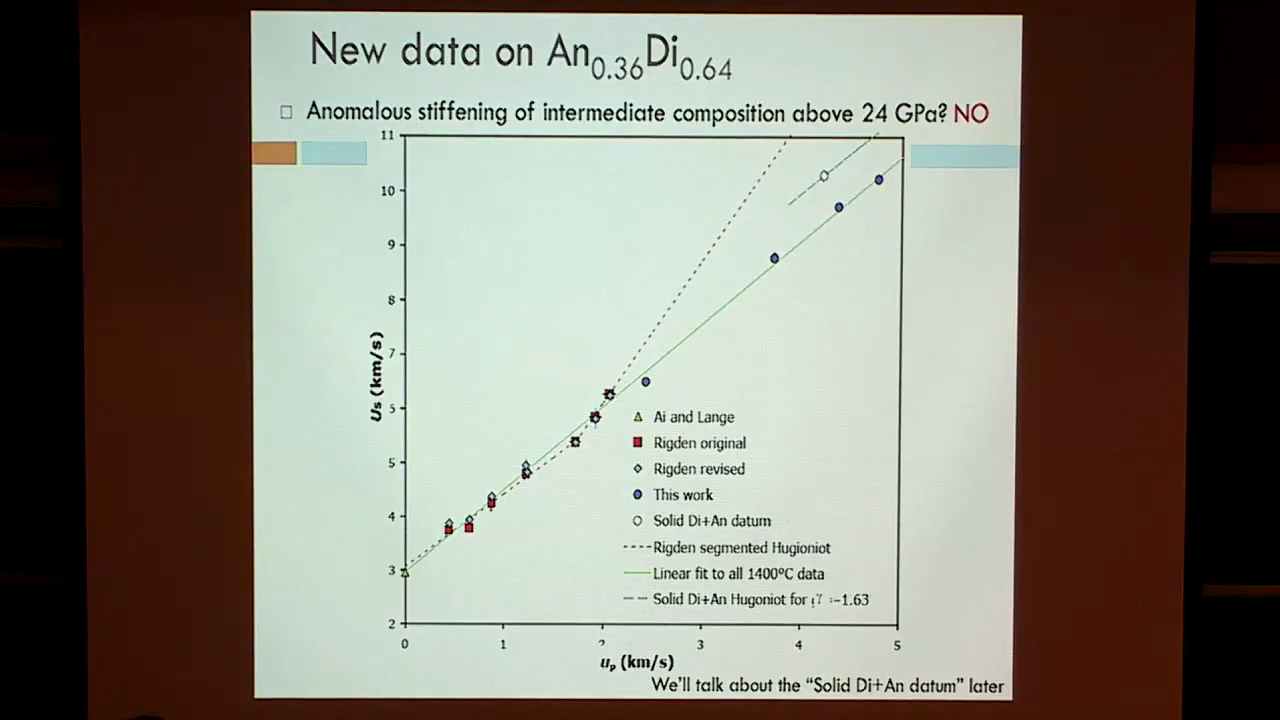 New data on An0.36Di0.64
Anomalous stiffening of intermediate composition above 24 GPa? NO
11
10
9
8
7
5
5
4
3
2
Us (km/s)
Ai and Lange
Rigden original
Rigden revised
This work
Solid Di+An datum
Rigden segmented Hugioniot
Linear fit to all 1400ºC data
Solid Di+An Hugoniot for -1.63
0 1 2 3 4 5
up (km/s)
We'll talk about the "Solid Di+An datum" later